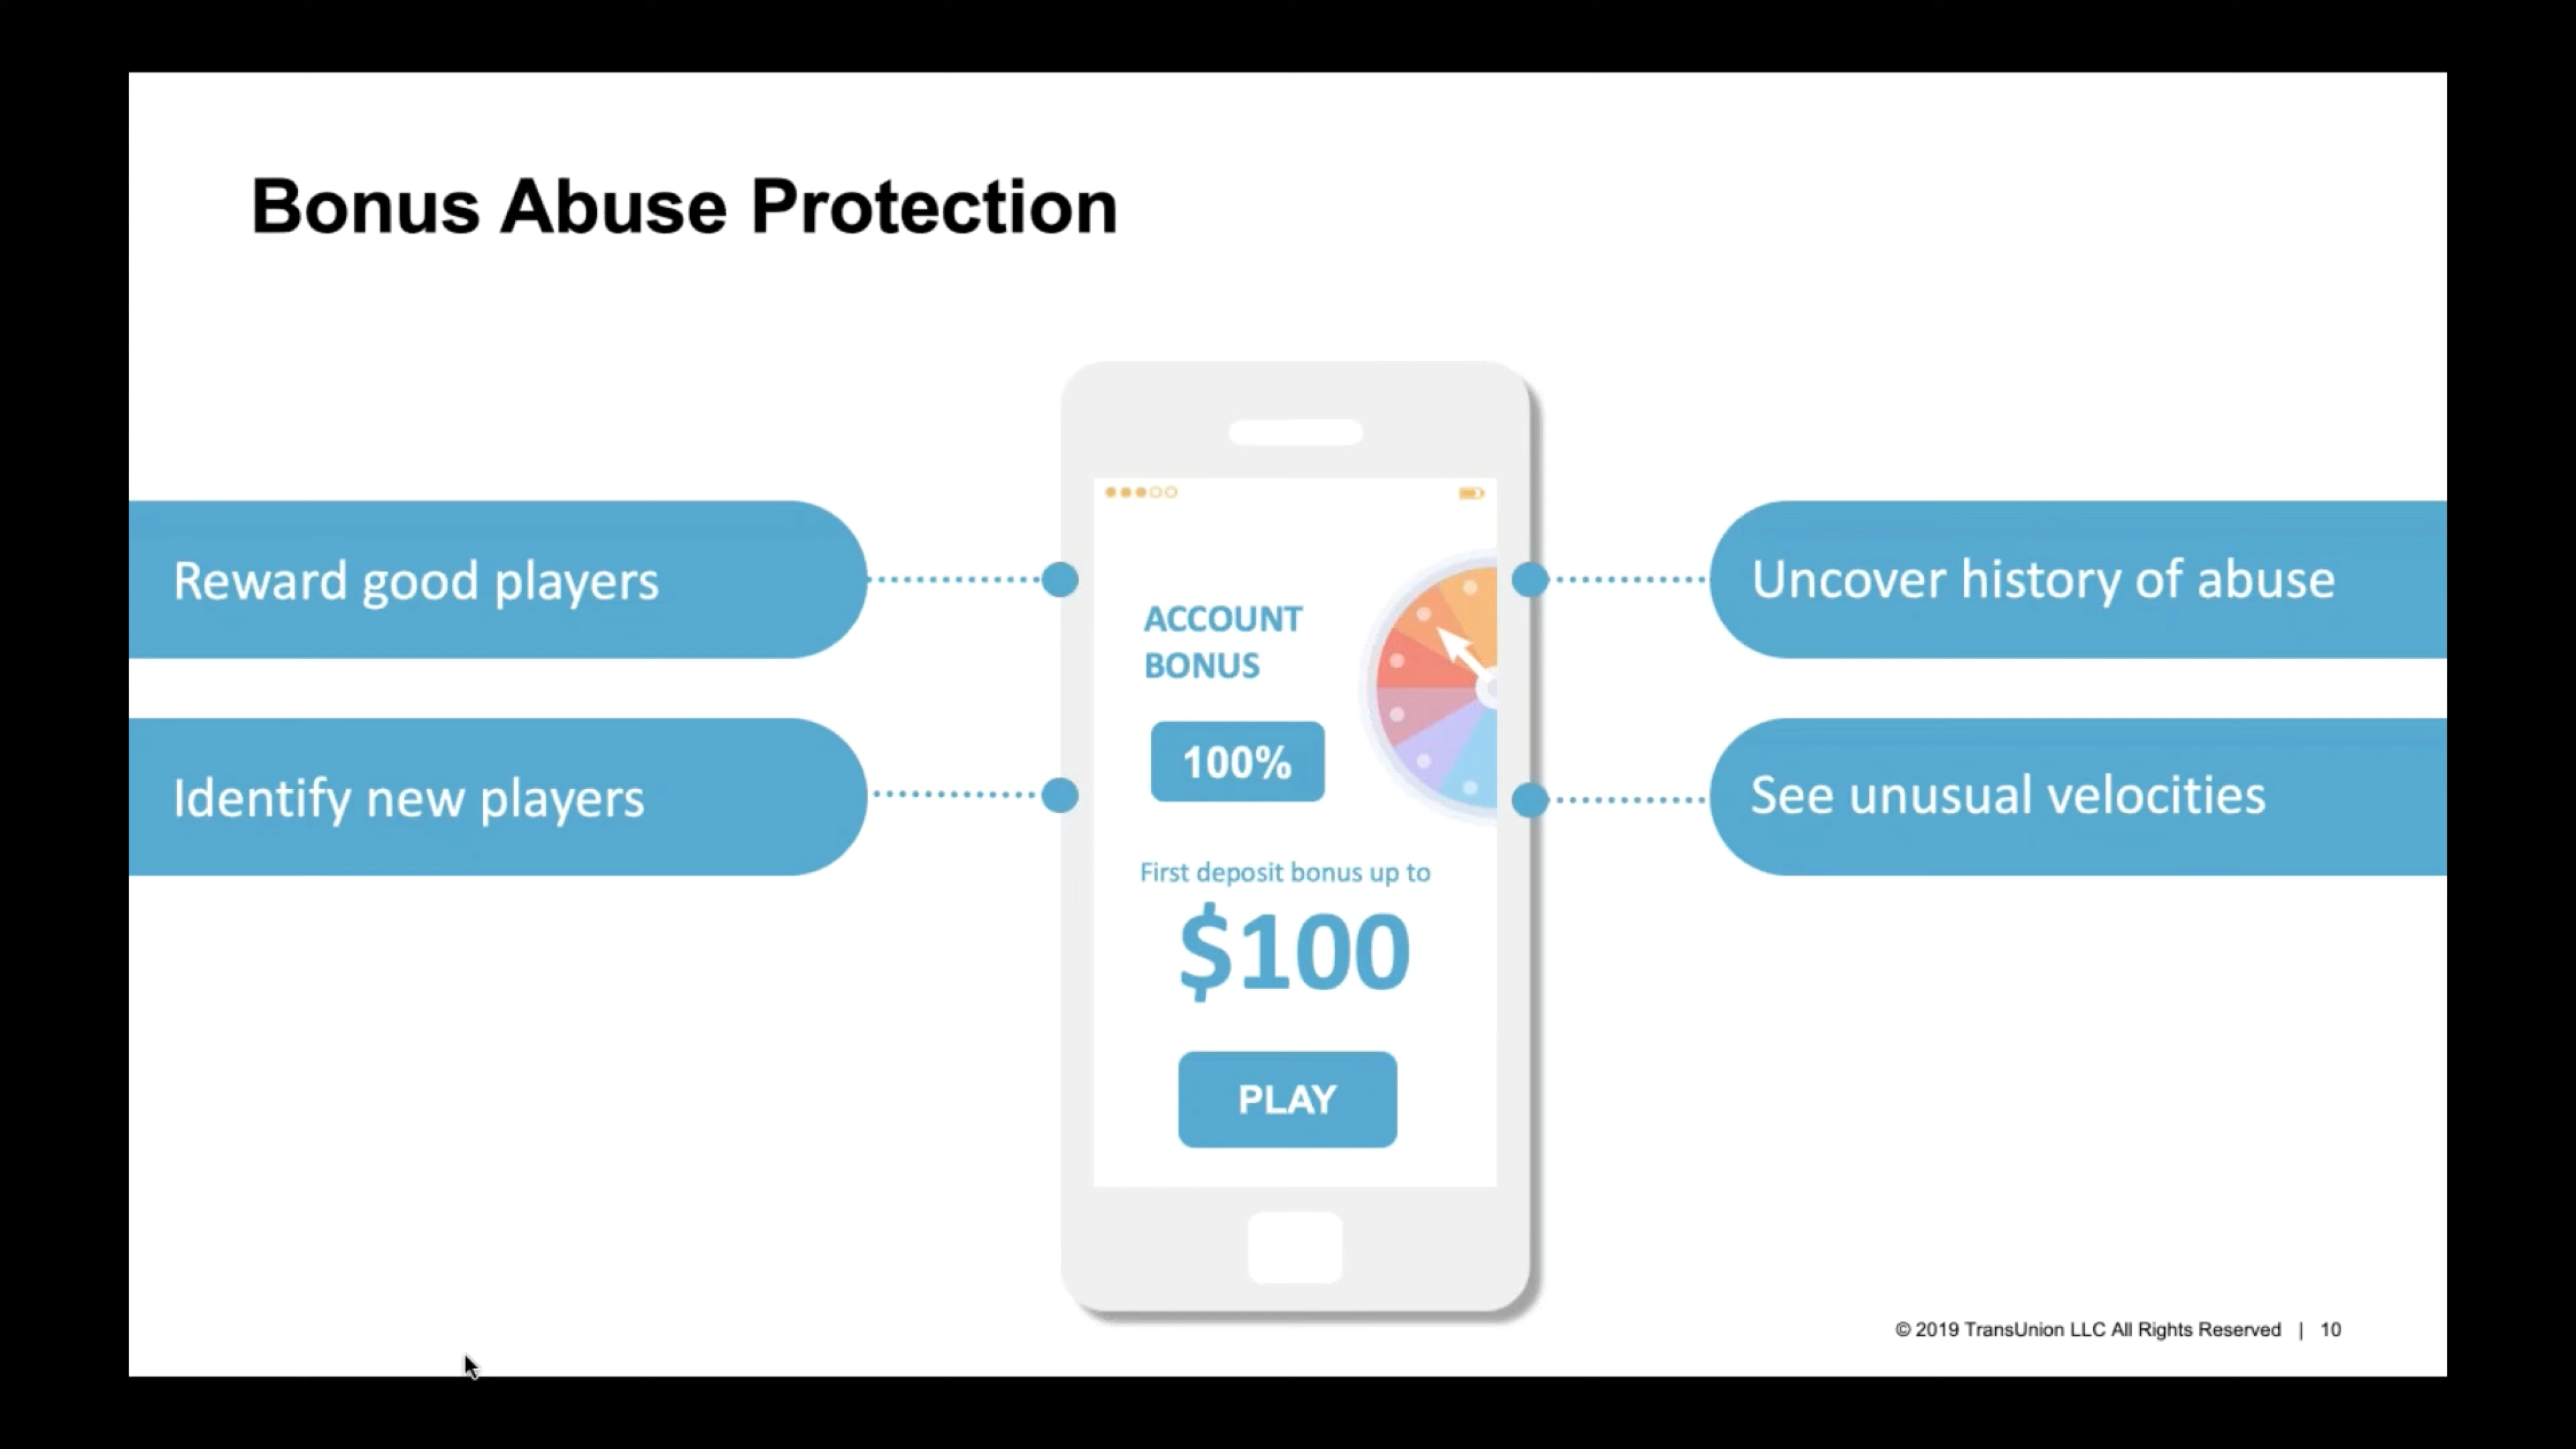 Bonus Abuse Protection
Reward good players
Identify new players
ACCOUNT
BONUS
100%
First deposit bonus up to
$100
PLAY
Uncover history of abuse
See unusual velocities
© 2019 TransUnion LLC All Rights Reserved | 10